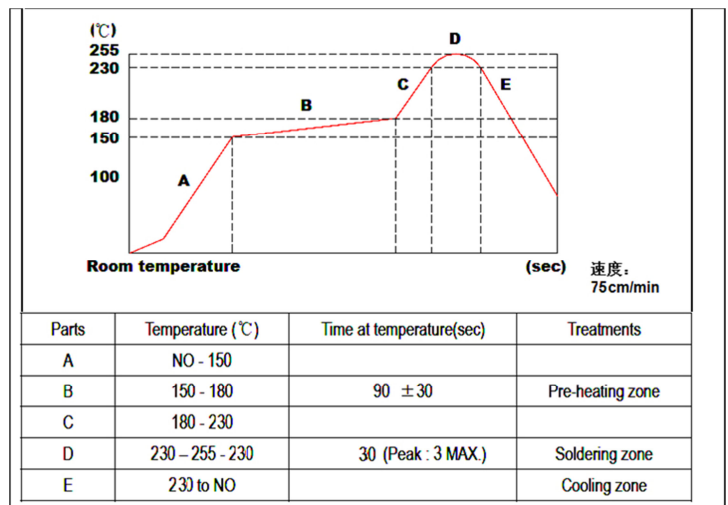 (℃)
255
230
180
150
100
A
B
C
D
E
Room temperature
(sec)
速度：
75cm/min
Parts Temperature (℃) Time at temperature(sec) Treatments
A NO - 150
B 150 - 180 90 ±30 Pre-heating zone
C 180 - 230
D 230 – 255 - 230 30 (Peak : 3 MAX.) Soldering zone
E 230 to NO Cooling zone